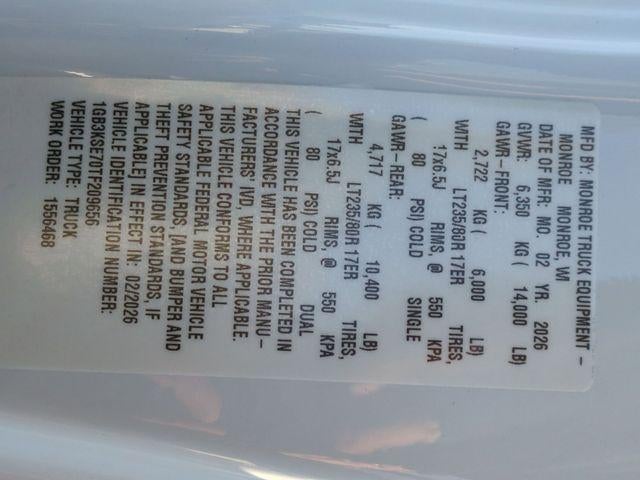 MFD BY: MONROE TRUCK EQUIPMENT –
MONROE MONROE, WI
DATE OF MFR: MO. 02 YR. 2026
GVWR: 6,350 KG ( 14,000 LB)
GAWR–FRONT:
2,722 KG ( 6,000 LB)
WITH LT235/80R 17ER TIRES,
17x6.5J RIMS, @ 550 KPA
( 80 PSI) COLD SINGLE
GAWR–REAR:
4,717 KG ( 10,400 LB)
WITH LT235/80R 17ER TIRES,
17x6.5J RIMS, @ 550 KPA
( 80 PSI) COLD DUAL
THIS VEHICLE HAS BEEN COMPLETED IN
ACCORDANCE WITH THE PRIOR MANU–
FACTURERS' IVD, WHERE APPLICABLE.
THIS VEHICLE CONFORMS TO ALL
APPLICABLE FEDERAL MOTOR VEHICLE
SAFETY STANDARDS, [AND BUMPER AND
THEFT PREVENTION STANDARDS, IF
APPLICABLE] IN EFFECT IN: 02/2026
VEHICLE IDENTIFICATION NUMBER:
1GB3KSE70TF209656
VEHICLE TYPE: TRUCK
WORK ORDER: 1556468